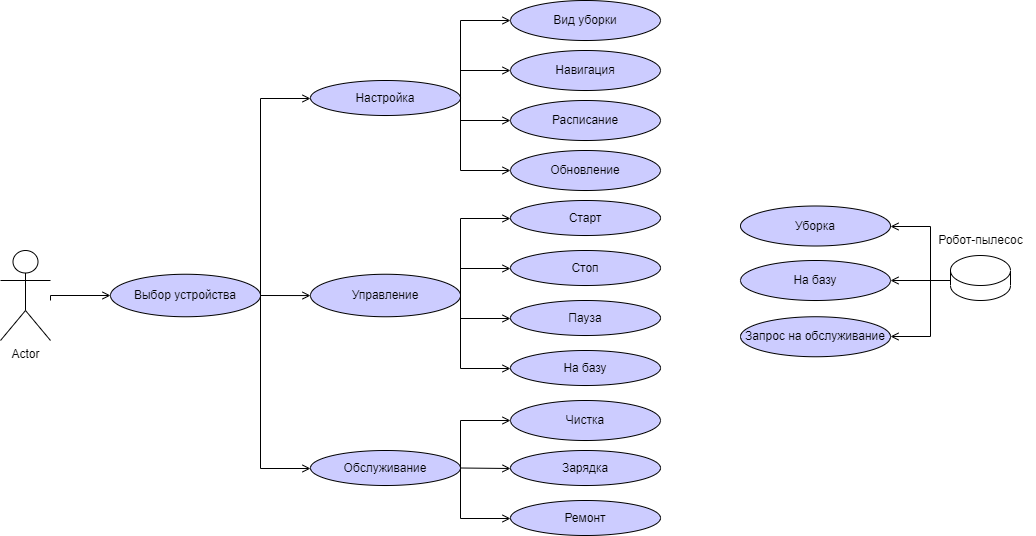 Вид уборки
Навигация
Настройка
Расписание
Обновление
Старт
Стоп
Выбор устройства
Управление
Пауза
На базу
Actor
Чистка
Обслуживание
Зарядка
Ремонт
Уборка
Робот-пылесос
На базу
Запрос на обслуживание